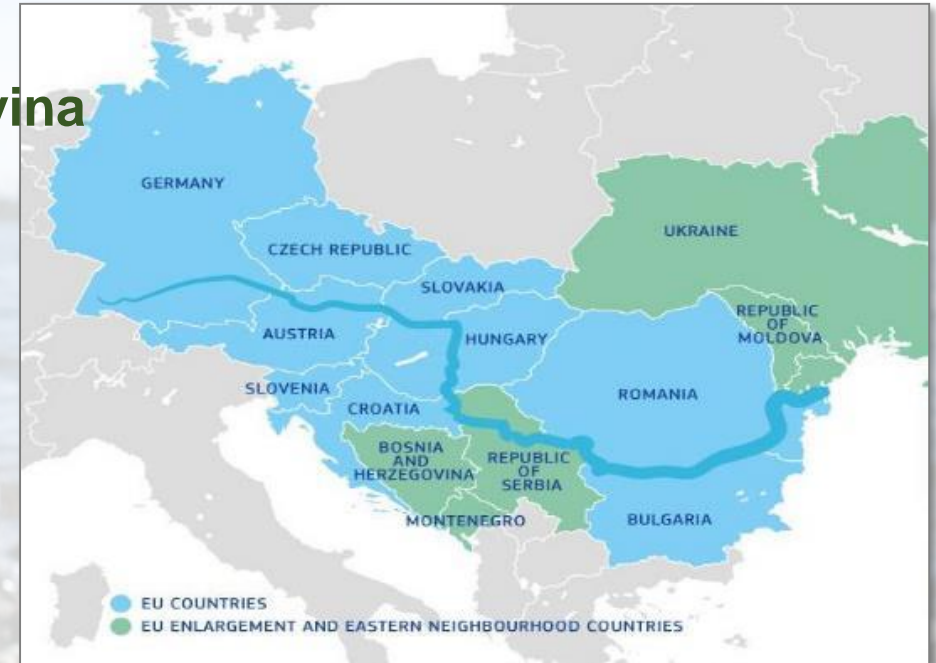 vina
GERMANY
CZECH REPUBLIC
UKRAINE
SLOVAKIA
AUSTRIA
HUNGARY
REPUBLIC
OF
MOLDOVA
SLOVENIA
CROATIA
ROMANIA
BOSNIA
AND
HERZEGOVINA
REPUBLIC
OF
SERBIA
MONTENEGRO
BULGARIA
EU COUNTRIES
EU ENLARGEMENT AND EASTERN NEIGHBOURHOOD COUNTRIES